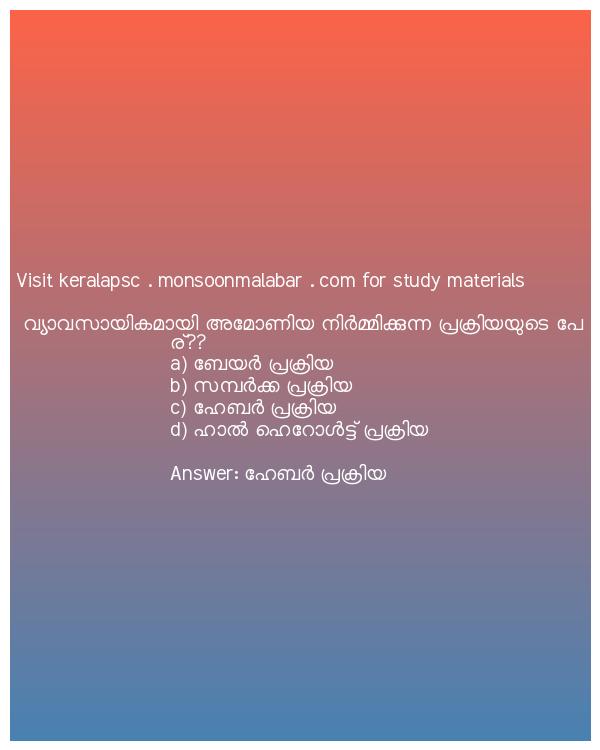 Visit keralapsc . monsoonmalabar . com for study materials
വ്യാവസായികമായി അമോണിയ നിർമ്മിക്കുന്ന പ്രക്രിയയുടെ പേ
ര്??
a) ബേയർ പ്രക്രിയ
b) സമ്പർക്ക പ്രക്രിയ
c) ഹേബർ പ്രക്രിയ
d) ഹാൽ ഹെറോൾട്ട് പ്രക്രിയ
Answer: ഹേബർ പ്രക്രിയ